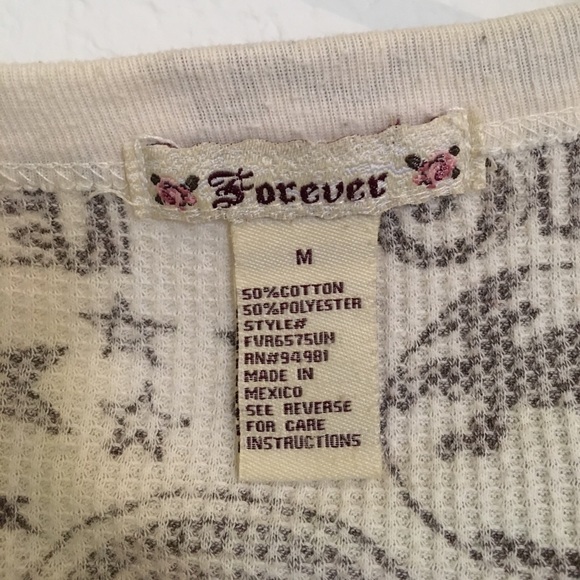 Forever
M
50%COTTON
50%POLYESTER
STYLE#
FVR6575UN
RN#94981
MADE IN
MEXICO
SEE REVERSE
FOR CARE
INSTRUCTIONS